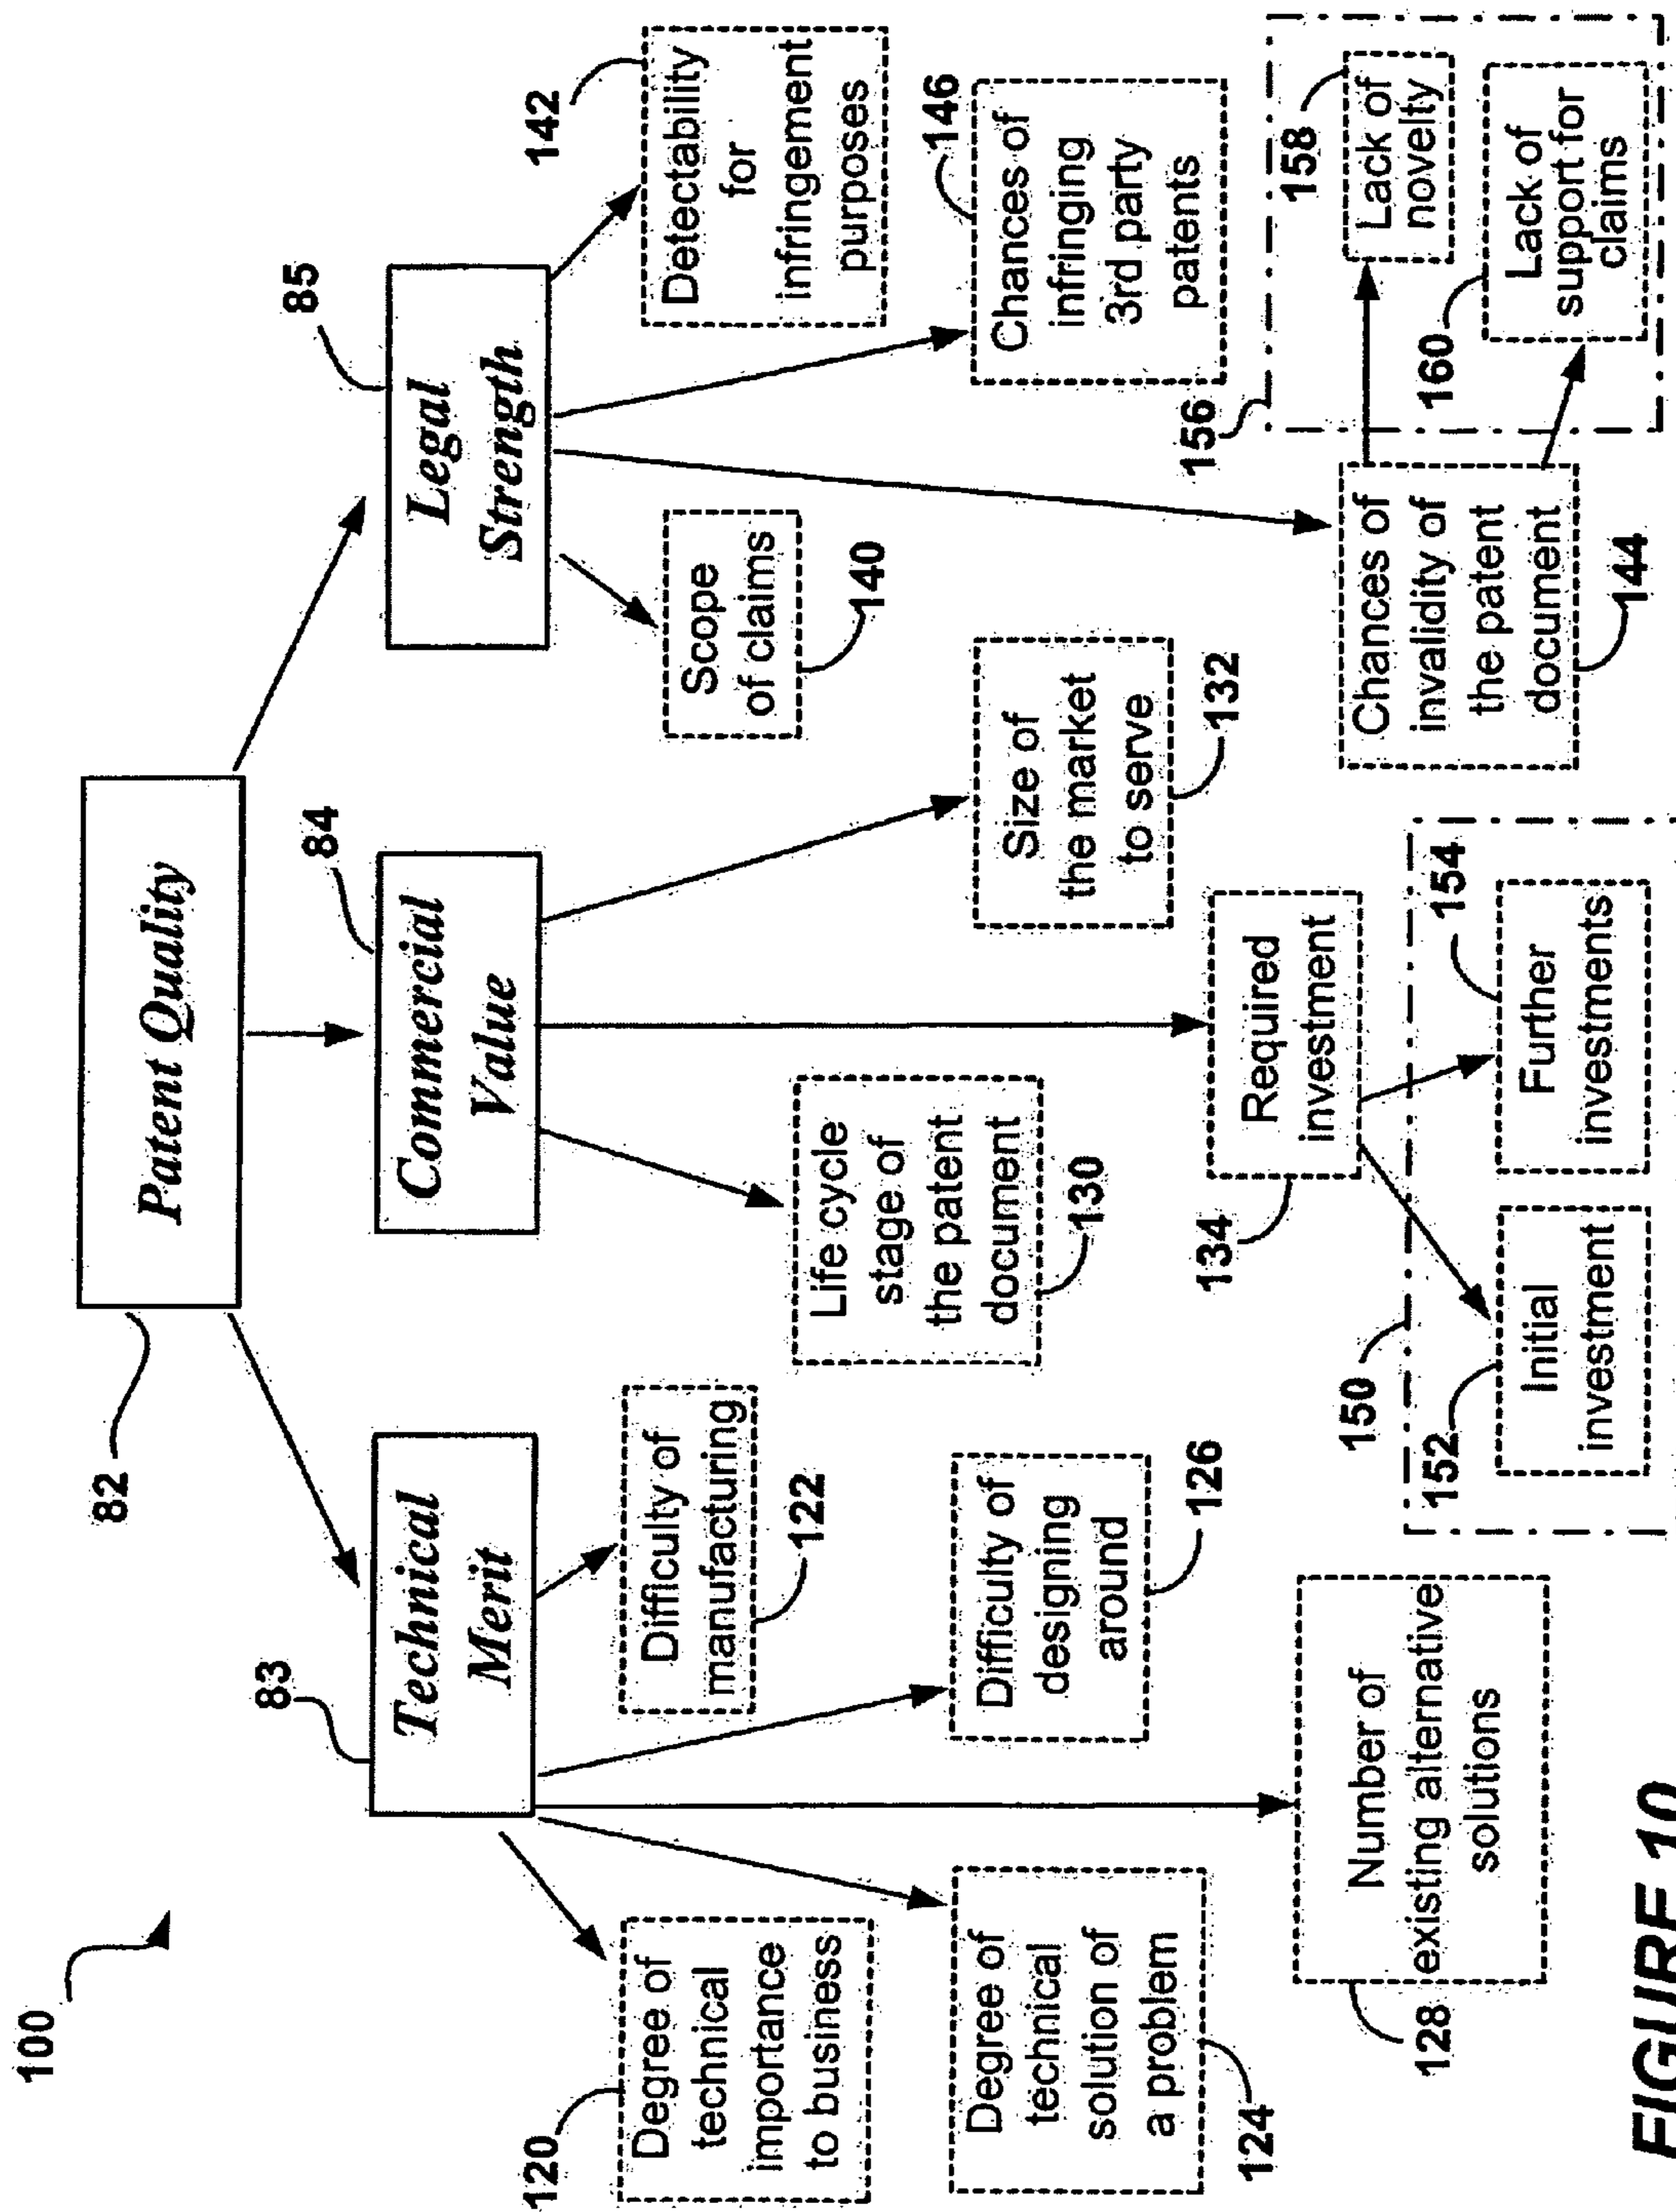 100
Patent Quality
82
83
Technical
Merit
84
Commercial
Value
85
Legal
Strength
120
Degree of
technical
importance
to business
Difficulty of
manufacturing
122
Degree of
technical
solution of
a problem
124
Difficulty of
designing
around
126
Number of
existing alternative
solutions
128
Life cycle
stage of
the patent
document
130
Size of
the market
to serve
132
Required
investment
134
150
152
Initial
investment
154
Further
investments
Scope
of claims
140
142
Detectability
for
infringement
purposes
146
Chances of
infringing
3rd party
patents
Chances of
invalidity of
the patent
document
144
156
158
Lack of
novelty
160
Lack of
support for
claims
FIGURE 10